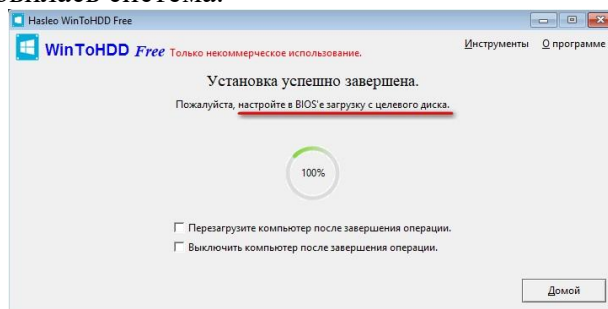 система.
Hasleo WinToHDD Free
WinToHDD Free Только некоммерческое использование.
Инструменты О программе
Установка успешно завершена.
Пожалуйста, настройте в BIOS'е загрузку с целевого диска.
100%
Перезагрузите компьютер после завершения операции.
Выключить компьютер после завершения операции.
Домой